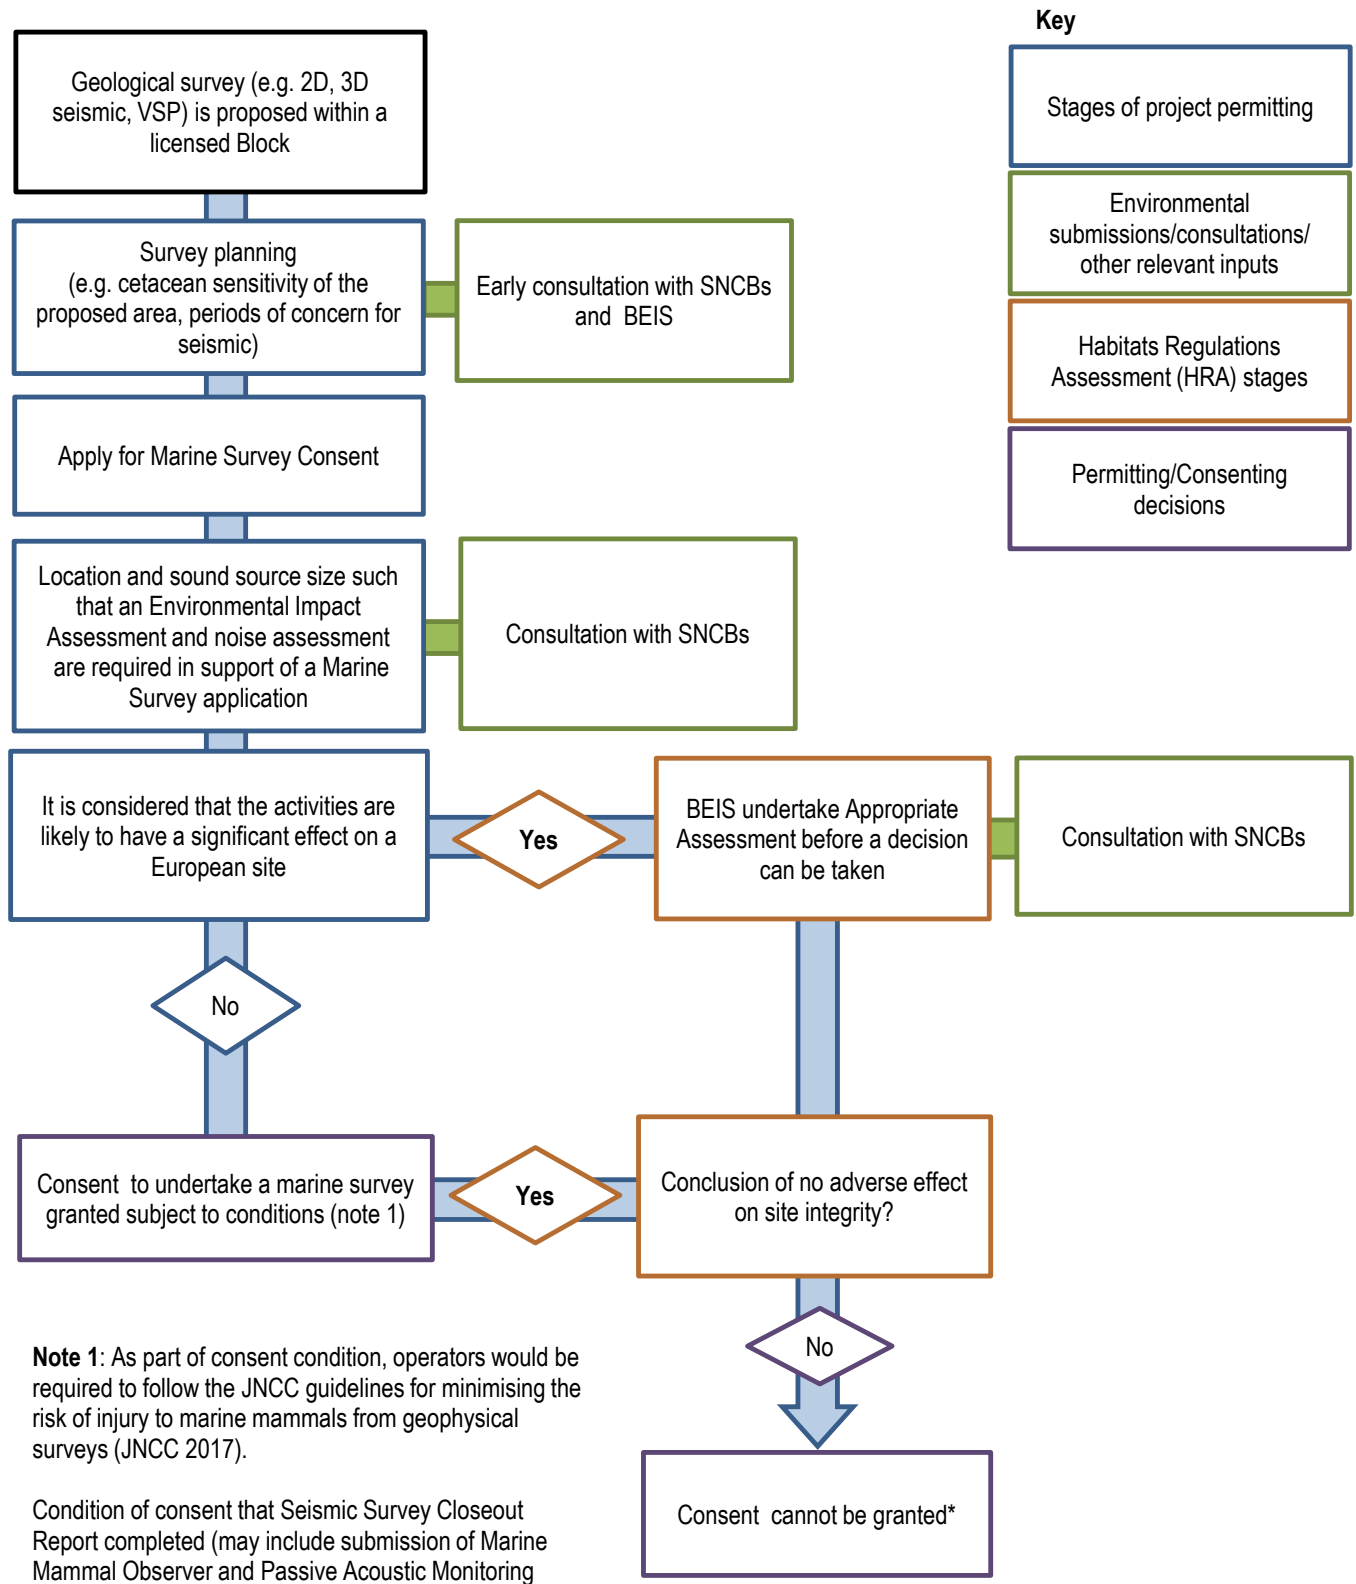 Key
Geological survey (e.g. 2D, 3D
seismic, VSP) is proposed within a
licensed Block
Stages of project permitting
Environmental
submissions/consultations/
other relevant inputs
Habitats Regulations
Assessment (HRA) stages
Permitting/Consenting
decisions
Survey planning
(e.g. cetacean sensitivity of the
proposed area, periods of concern for
seismic)
Early consultation with SNCBs
and BEIS
Apply for Marine Survey Consent
Location and sound source size such
that an Environmental Impact
Assessment and noise assessment
are required in support of a Marine
Survey application
Consultation with SNCBs
It is considered that the activities are
likely to have a significant effect on a
European site
Yes
BEIS undertake Appropriate
Assessment before a decision
can be taken
Consultation with SNCBs
No
Consent to undertake a marine survey
granted subject to conditions (note 1)
Yes
Conclusion of no adverse effect
on site integrity?
No
Consent cannot be granted*
Note 1: As part of consent condition, operators would be
required to follow the JNCC guidelines for minimising the
risk of injury to marine mammals from geophysical
surveys (JNCC 2017).
Condition of consent that Seismic Survey Closeout
Report completed (may include submission of Marine
Mammal Observer and Passive Acoustic Monitoring